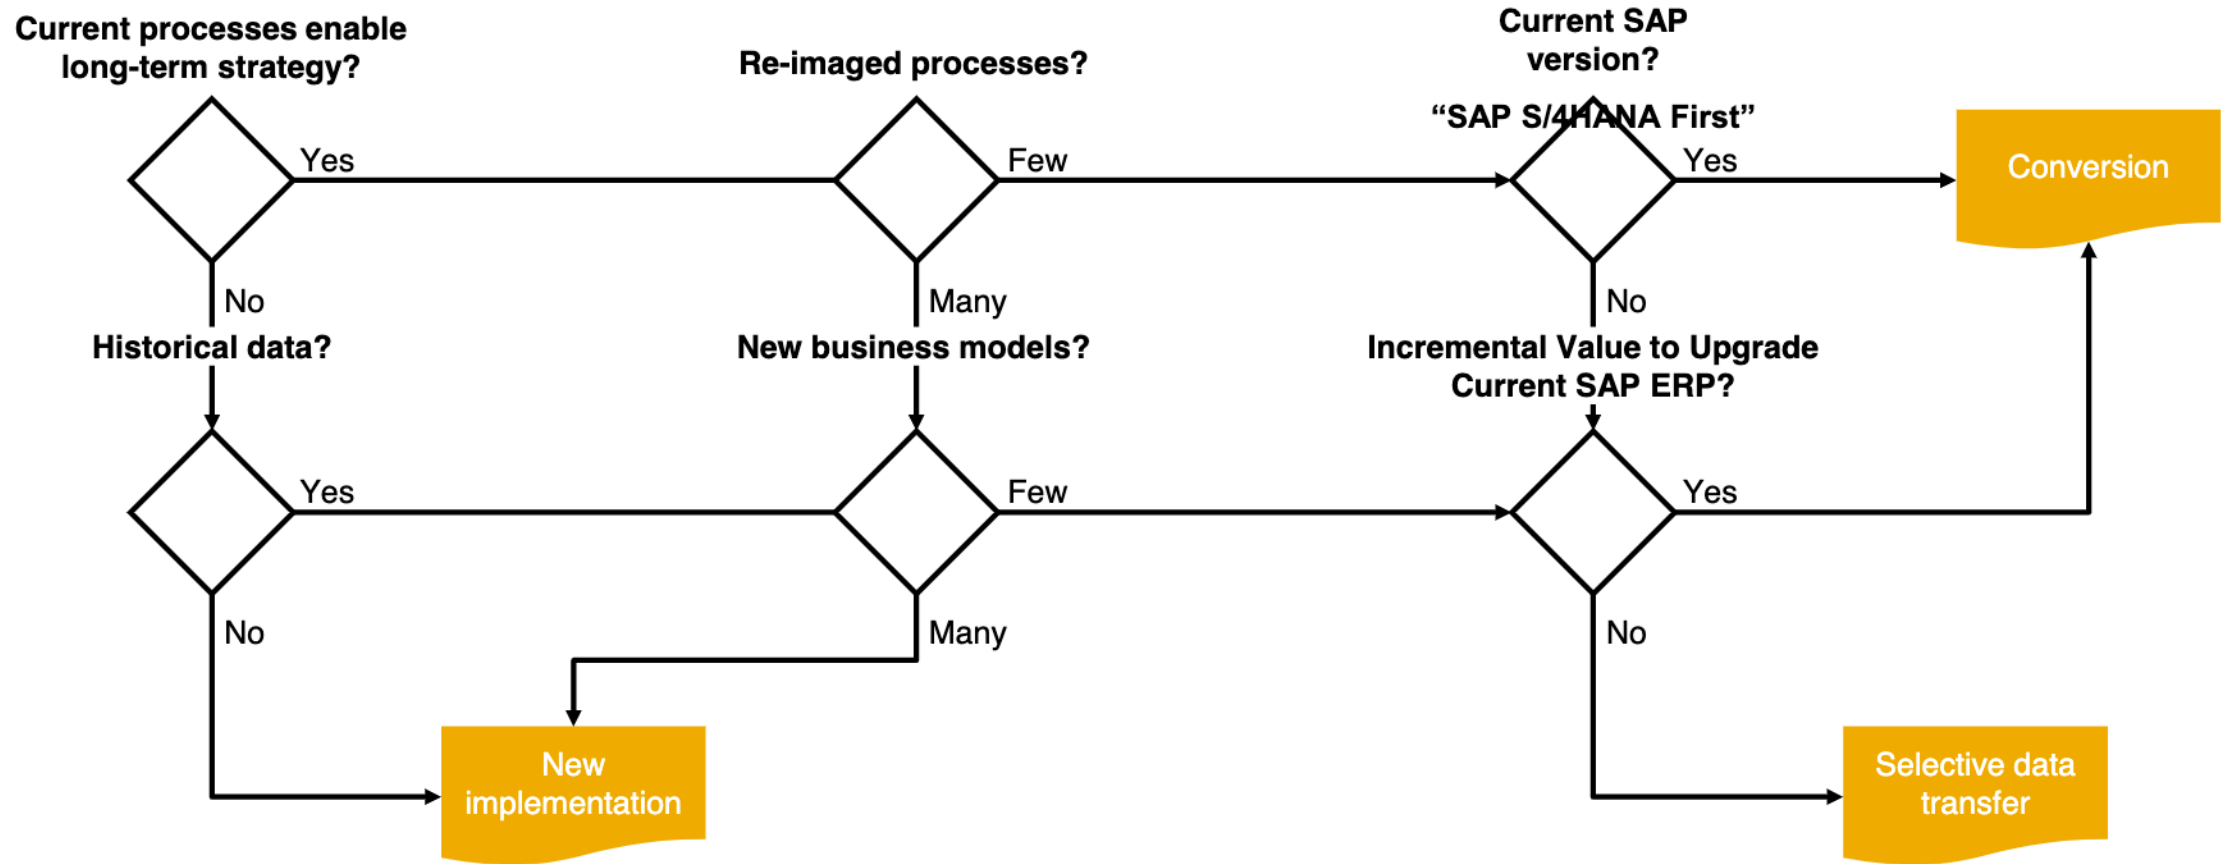 Current processes enable
long-term strategy?
Re-imaged processes?
Current SAP
version?
“SAP S/4HANA First”
Yes
Few
Yes
Conversion
No
Many
No
Historical data?
New business models?
Incremental Value to Upgrade
Current SAP ERP?
Yes
Few
Yes
No
Many
No
New
implementation
Selective data
transfer